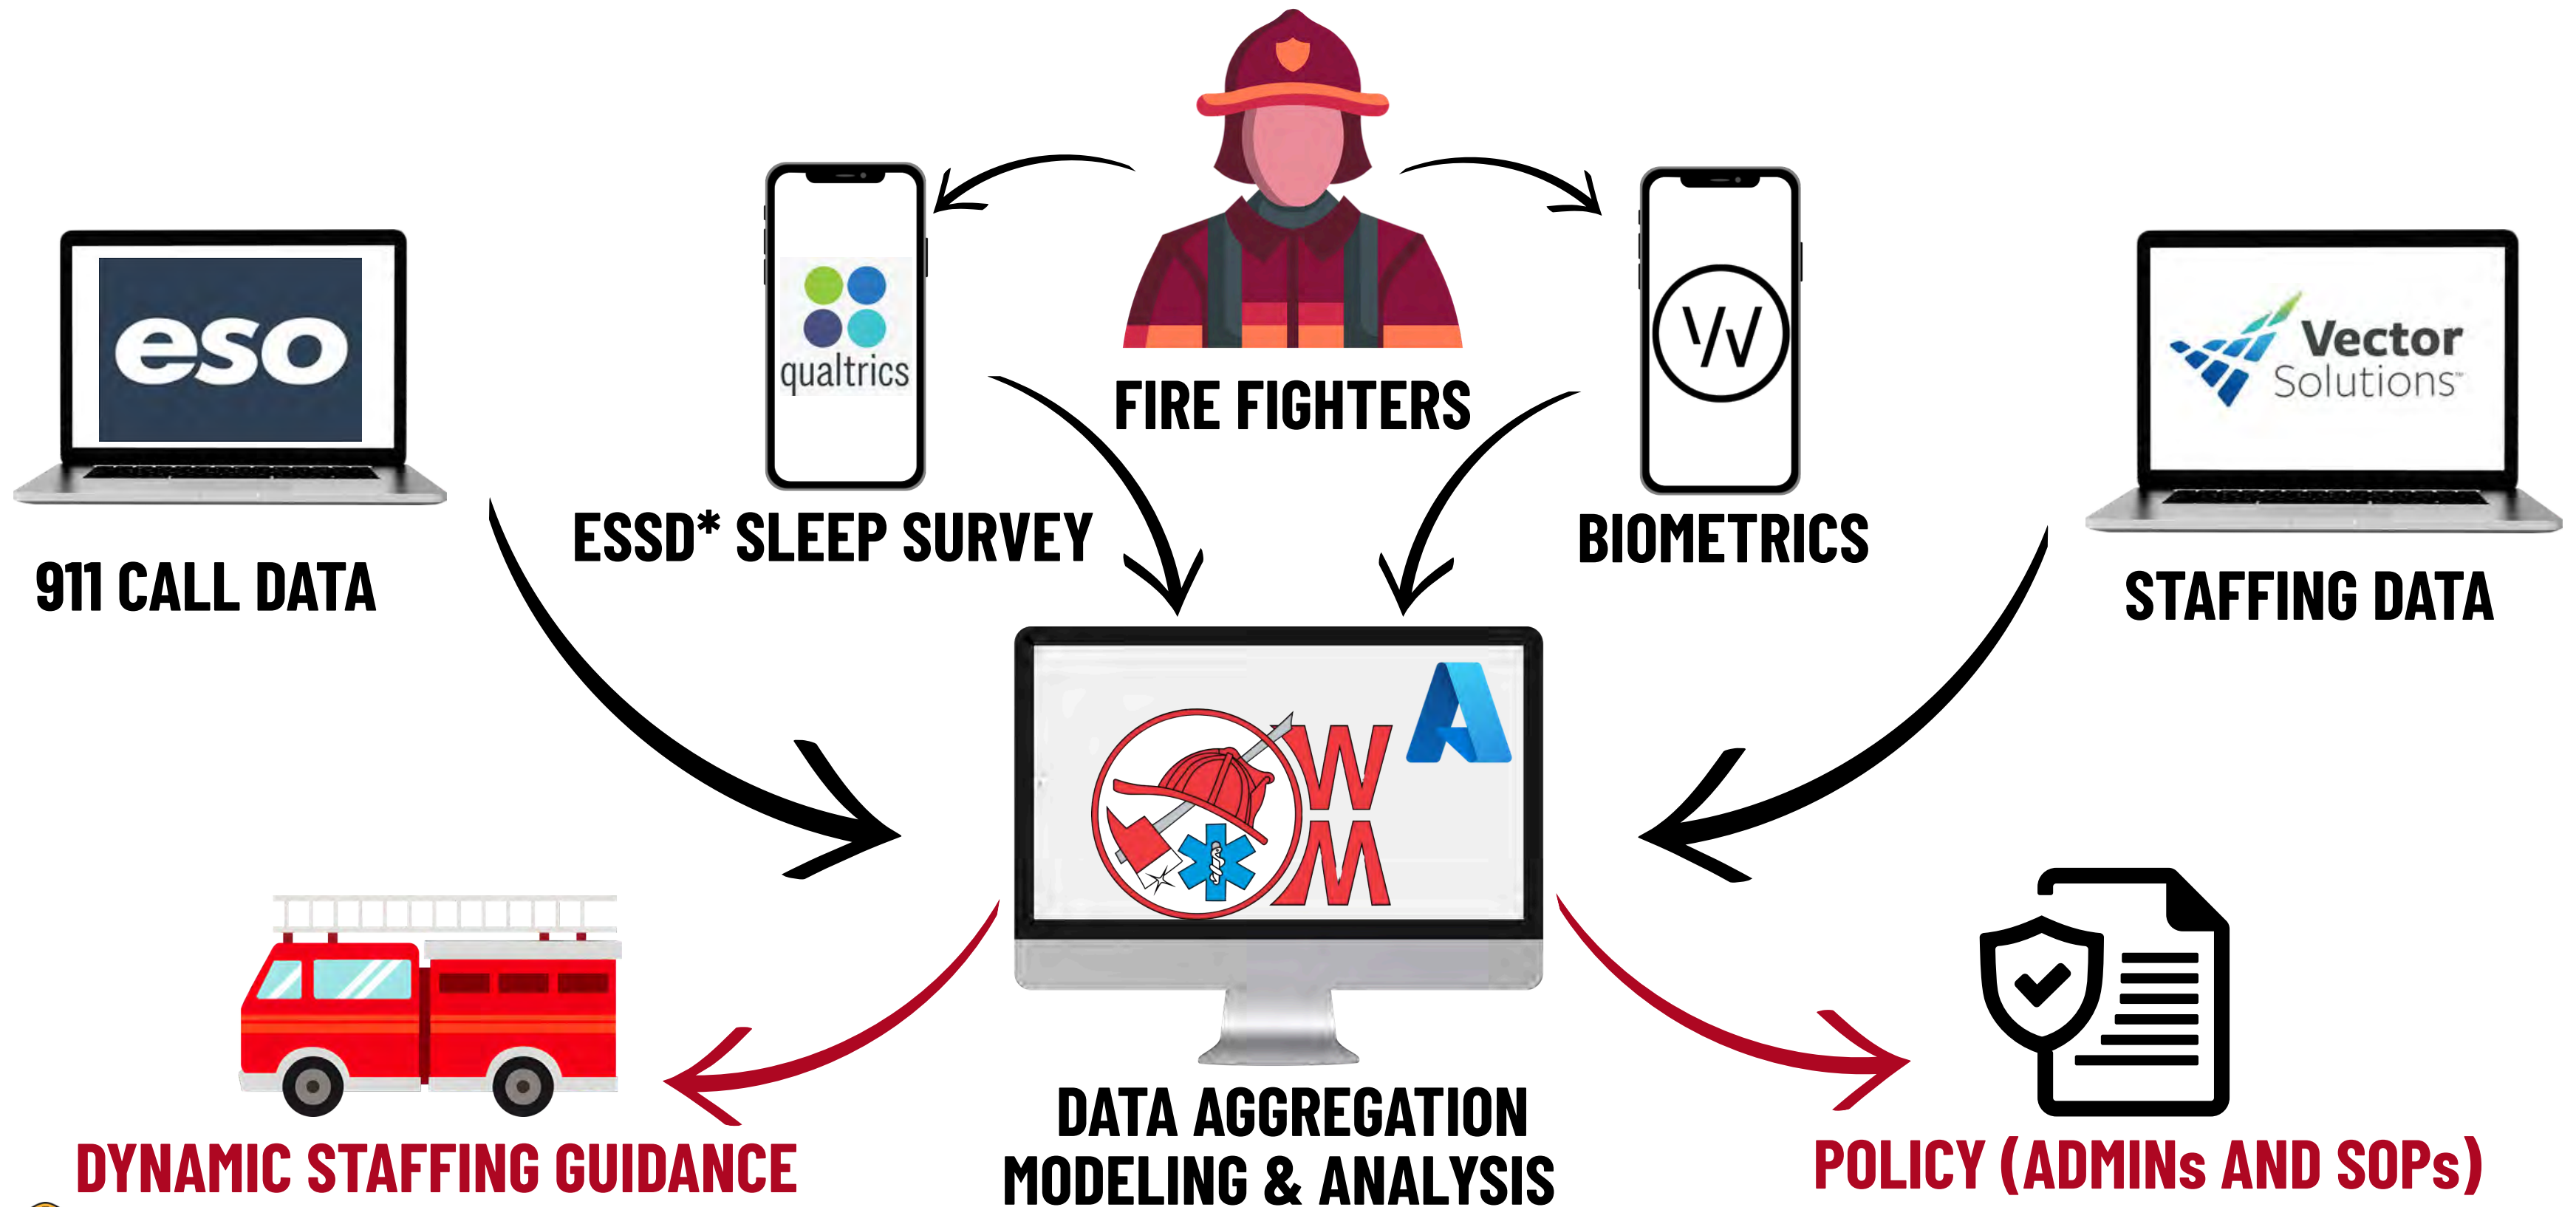 eso
911 CALL DATA
qualtrics
ESSD* SLEEP SURVEY
FIRE FIGHTERS
W
BIOMETRICS
Vector
Solutions™
STAFFING DATA
W
M
DATA AGGREGATION
MODELING & ANALYSIS
DYNAMIC STAFFING GUIDANCE
POLICY (ADMINs AND SOPs)